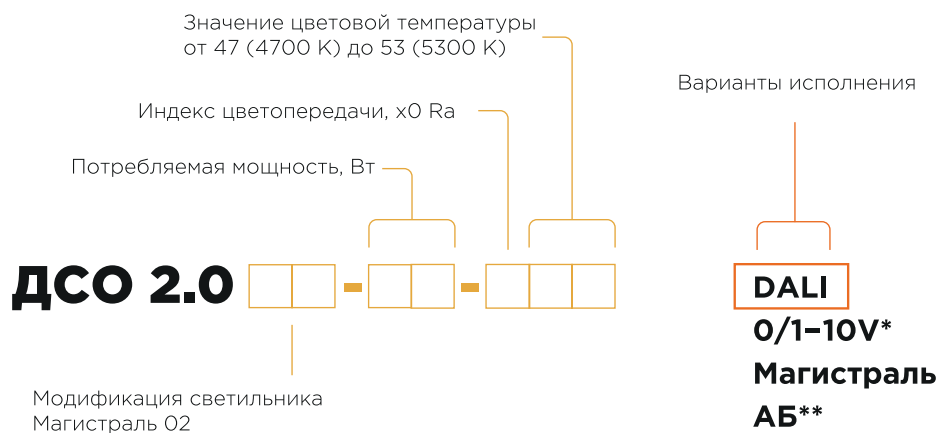 Значение цветовой температуры
от 47 (4700 К) до 53 (5300 К)
Варианты исполнения
Индекс цветопередачи, х0 Ra
Потребляемая мощность, Вт
ДСО 2.0 - -
DALI
0/1–10V*
Магистраль
АБ**
Модификация светильника
Магистраль 02